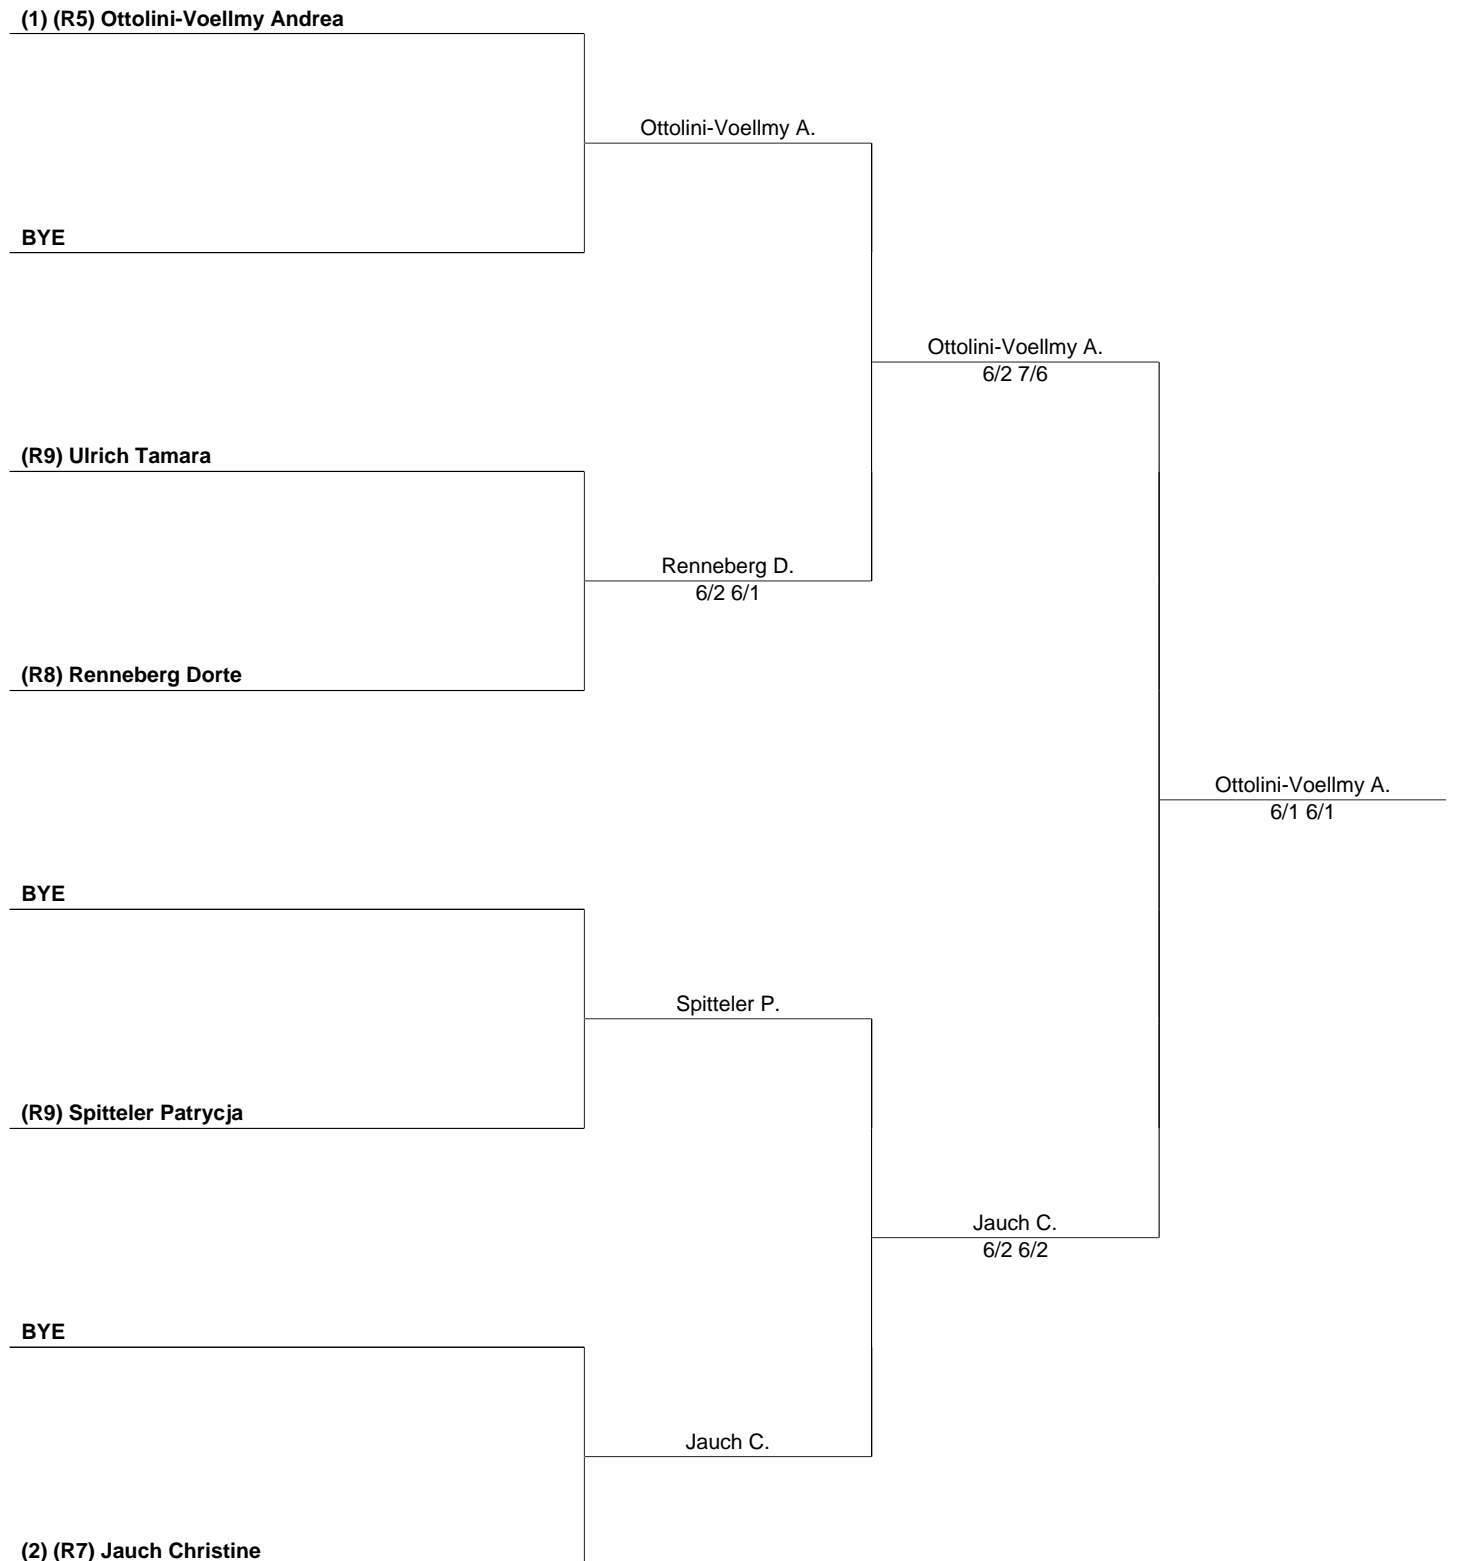 (1) (R5) Ottolini-Voellmy Andrea
Ottolini-Voellmy A.
BYE
Ottolini-Voellmy A.
6/2 7/6
(R9) Ulrich Tamara
Renneberg D.
6/2 6/1
(R8) Renneberg Dorte
Ottolini-Voellmy A.
6/1 6/1
BYE
Spitteler P.
(R9) Spitteler Patrycja
Jauch C.
6/2 6/2
BYE
Jauch C.
(2) (R7) Jauch Christine